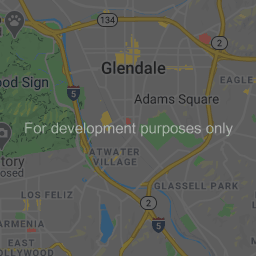 134
2
Glendale
EAGLE
ood Sign
5
Adams Square
For development purposes only
tory
osed
ATWATER
VILLAGE
LOS FELIZ
GLASSELL PARK
2
ARMENIA
5
EAST
HOLLYWOOD